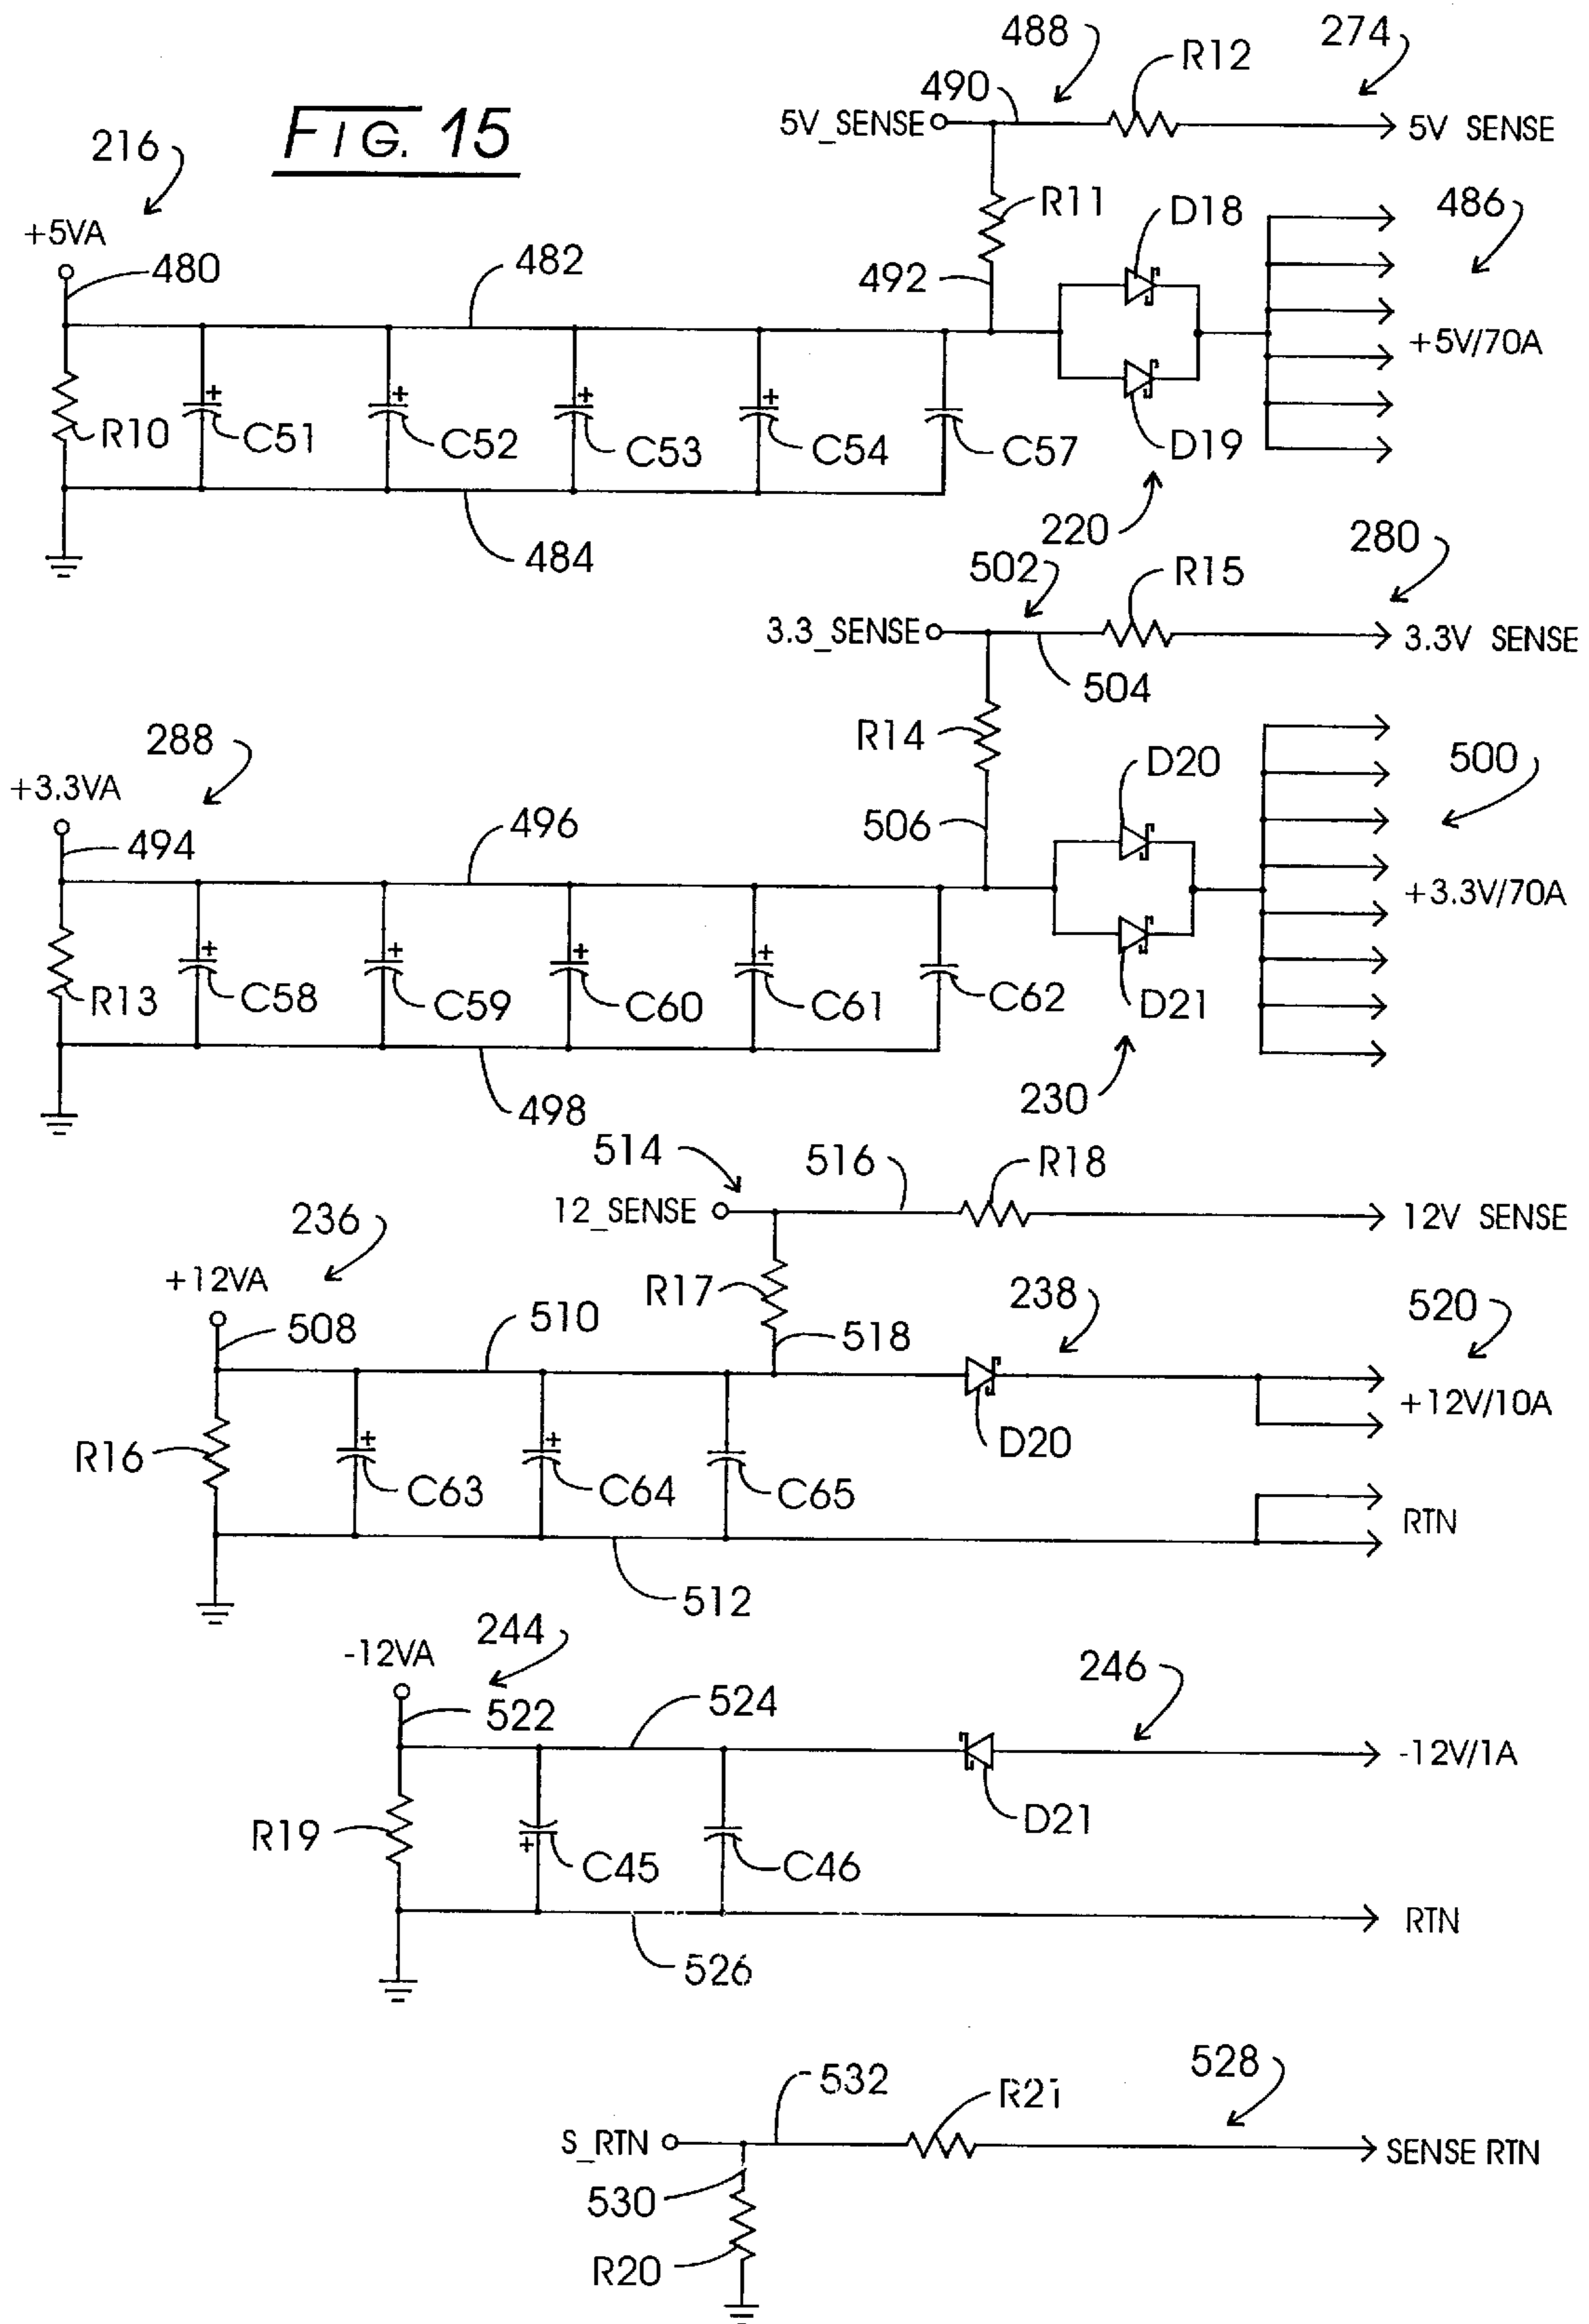 FIG. 15
488
274
R12
490
5V_SENSE
5V SENSE
216
R11
D18
486
+5VA
480
482
492
+5V/70A
R10
C51
C52
C53
C54
C57
D19
220
484
280
502
R15
3.3_SENSE
3.3V SENSE
504
288
R14
D20
500
+3.3VA
494
496
506
+3.3V/70A
R13
C58
C59
C60
C61
C62
D21
230
498
514
516
R18
12_SENSE
12V SENSE
236
+12VA
R17
238
520
508
510
518
+12V/10A
R16
C63
C64
C65
D20
RTN
512
244
-12VA
246
522
524
-12V/1A
R19
C45
C46
D21
RTN
526
528
532
R21
S_RTN
SENSE RTN
530
R20